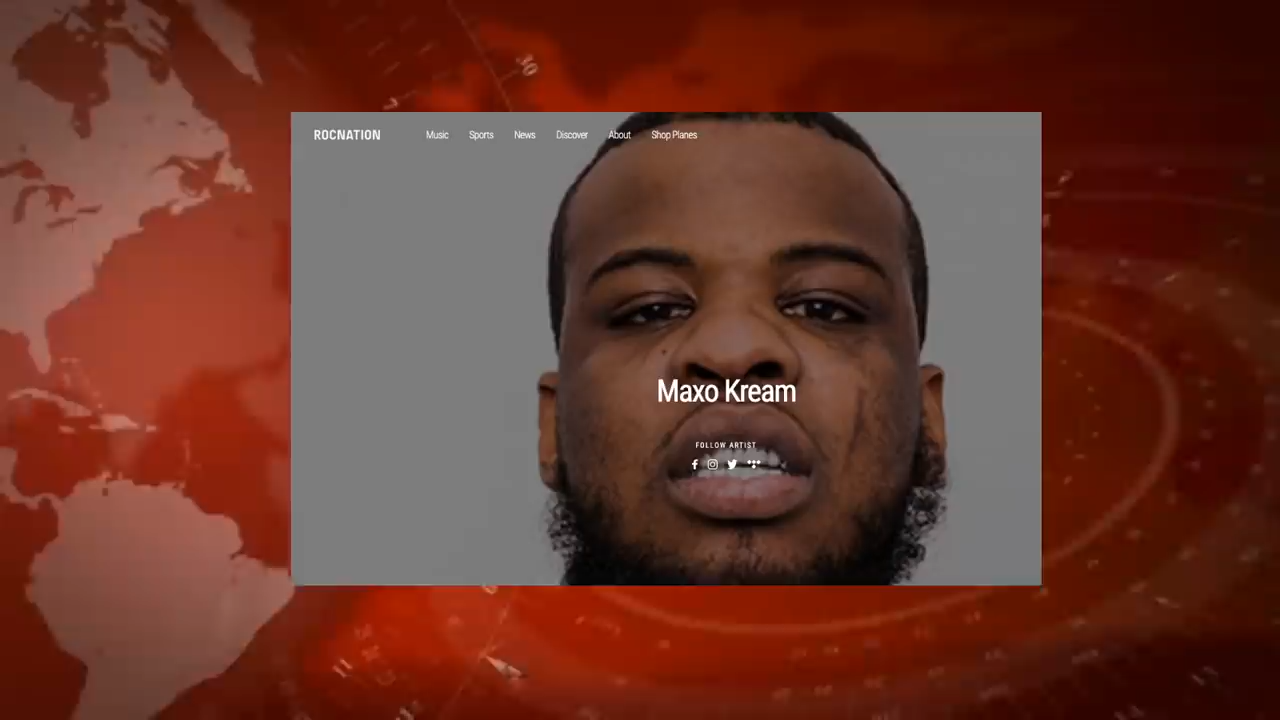 ROCNATION Music Sports News Discover About Shop Planes
Maxo Kream
FOLLOW ARTIST